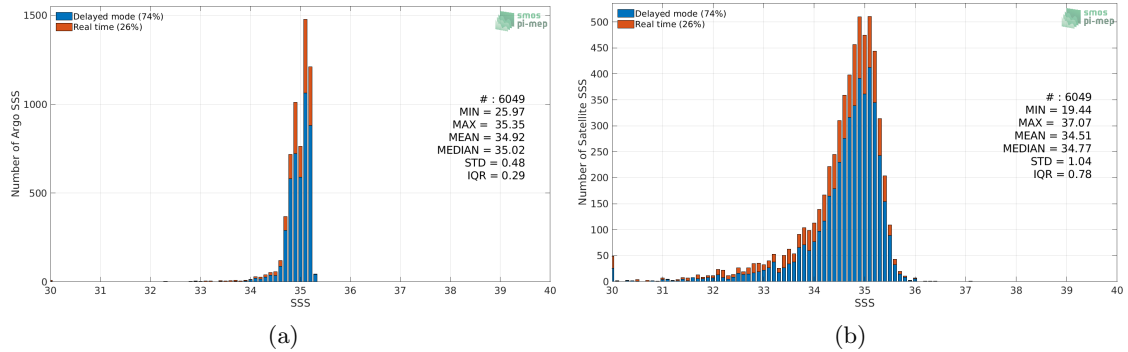 Delayed mode (74%)
Real time (26%)
smos
pi-mep
Number of Argo SSS
1500
1000
500
0
# : 6049
MIN = 25.97
MAX = 35.35
MEAN = 34.92
MEDIAN = 35.02
STD = 0.48
IQR = 0.29
30 31 32 33 34 35 36 37 38 39 40
SSS
(a)
Delayed mode (74%)
Real time (26%)
smos
pi-mep
Number of Satellite SSS
500
450
400
350
300
250
200
150
100
50
0
# : 6049
MIN = 19.44
MAX = 37.07
MEAN = 34.51
MEDIAN = 34.77
STD = 1.04
IQR = 0.78
30 31 32 33 34 35 36 37 38 39 40
SSS
(b)